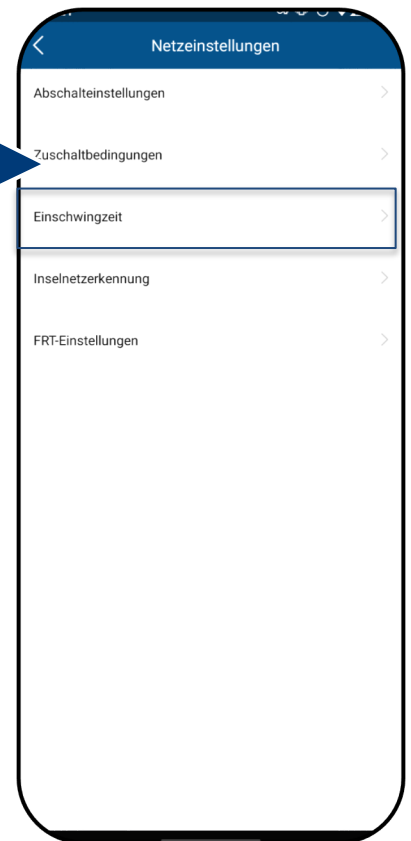 Netzeinstellungen
Abschalteinstellungen
Zuschaltbedingungen
Einschwingzeit
Inselnetzerkennung
FRT-Einstellungen